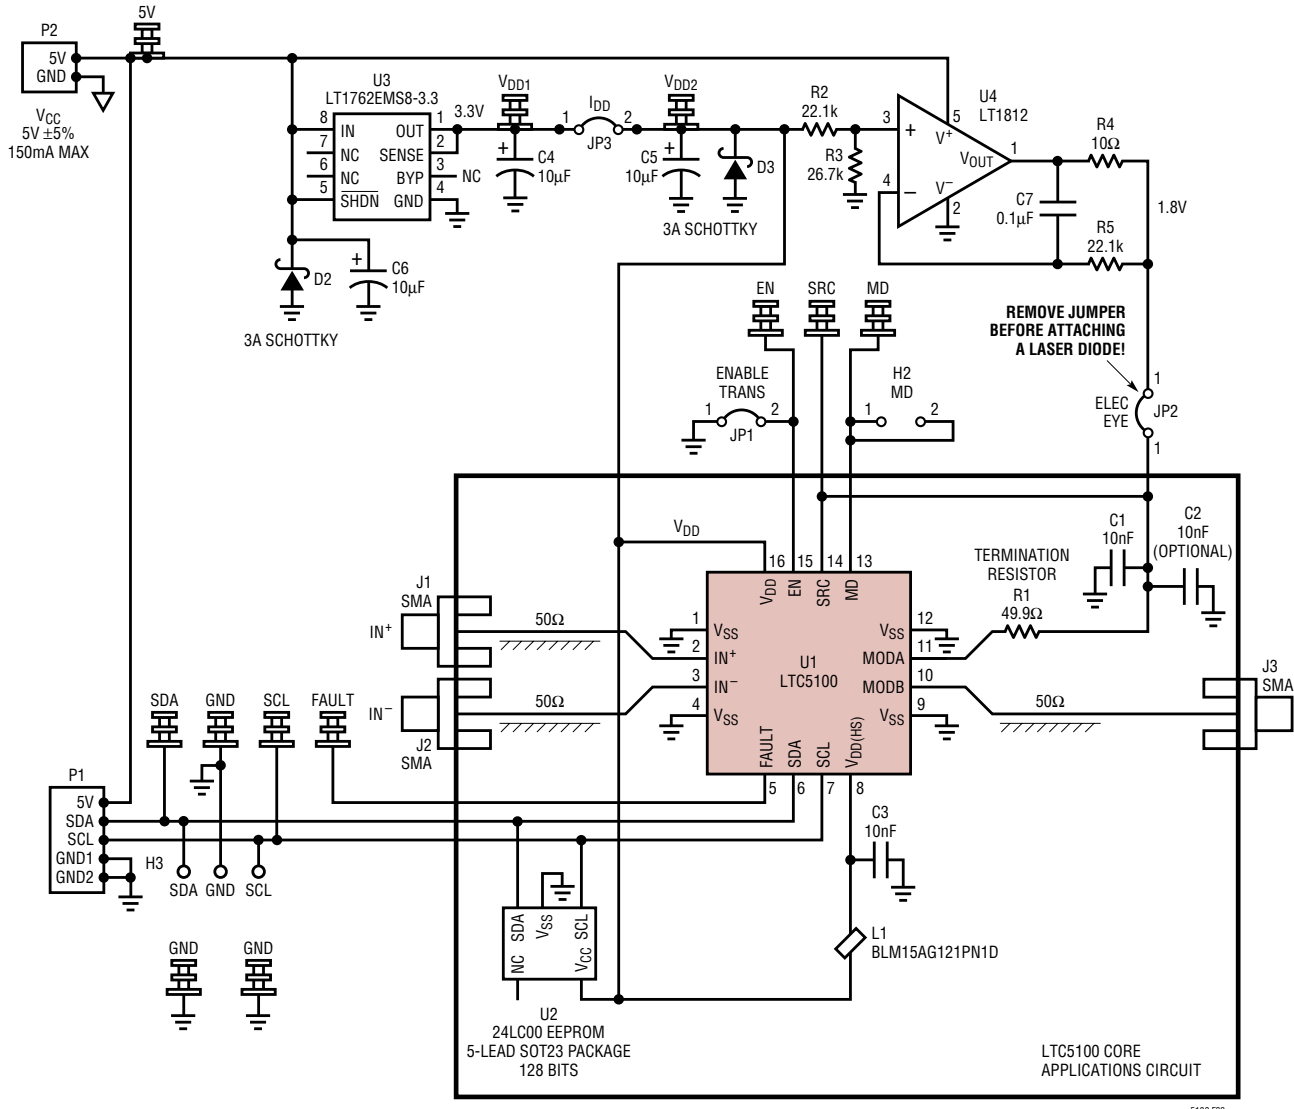 5V
P2
5V
GND
VCC
5V ±5%
150mA MAX
U3
LT1762EMS8-3.3
8 IN
7 NC
6 NC
5 SHDN
OUT 1
SENSE 2
BYP 3 NC
GND 4
3.3V
VDD1
+
C4
10µF
IDD
1 2
JP3
VDD2
+
C5
10µF
D3
3A SCHOTTKY
R2
22.1k
R3
26.7k
U4
LT1812
3 +
4 –
5
V+
VOUT 1
V–
2
R4
10Ω
C7
0.1µF
R5
22.1k
1.8V
D2
+
C6
10µF
3A SCHOTTKY
EN
SRC
MD
REMOVE JUMPER
BEFORE ATTACHING
A LASER DIODE!
ENABLE
TRANS
1 2
JP1
H2
MD
1 2
1
ELEC
EYE
JP2
1
VDD
C1
10nF
C2
10nF
(OPTIONAL)
TERMINATION
RESISTOR
R1
49.9Ω
16 15 14 13
VDD EN SRC MD
J1
SMA
IN+
50Ω
IN–
50Ω
J2
SMA
1 VSS
2 IN+
3 IN–
4 VSS
U1
LTC5100
VSS 12
MODA 11
MODB 10
VSS 9
FAULT SDA SCL VDD(HS)
5 6 7 8
50Ω
J3
SMA
SDA
GND
SCL
FAULT
P1
5V
SDA
SCL
GND1
GND2
H3
SDA GND SCL
C3
10nF
L1
BLM15AG121PN1D
SDA VSS SCL
NC VCC
U2
24LC00 EEPROM
5-LEAD SOT23 PACKAGE
128 BITS
GND
GND
LTC5100 CORE
APPLICATIONS CIRCUIT